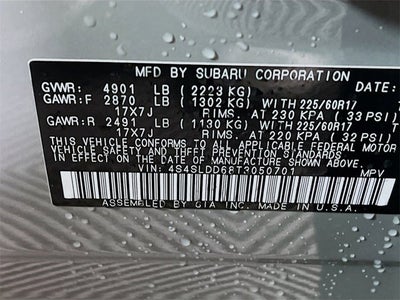 MFD BY SUBARU CORPORATION
GVWR: 4901 LB (2223 KG) DATE:
GAWR:F 2870 LB (1302 KG) WITH 225/60R17
17X7J RIMS, AT 230 KPA (33 PSI)
GAWR:R 2491 LB (1130 KG) WITH 225/60R17
17X7J RIMS, AT 220 KPA (32 PSI)
THIS VEHICLE CONFORMS TO ALL APPLICABLE FEDERAL MOTOR
VEHICLE SAFETY AND THEFT PREVENTION STANDARDS
IN EFFECT ON THE DATE OF MANUFACTURE SHOWN
VIN: 4S4SLDD68T3050701 MPV
ASSEMBLED BY SIA INC. MADE IN U.S.A.